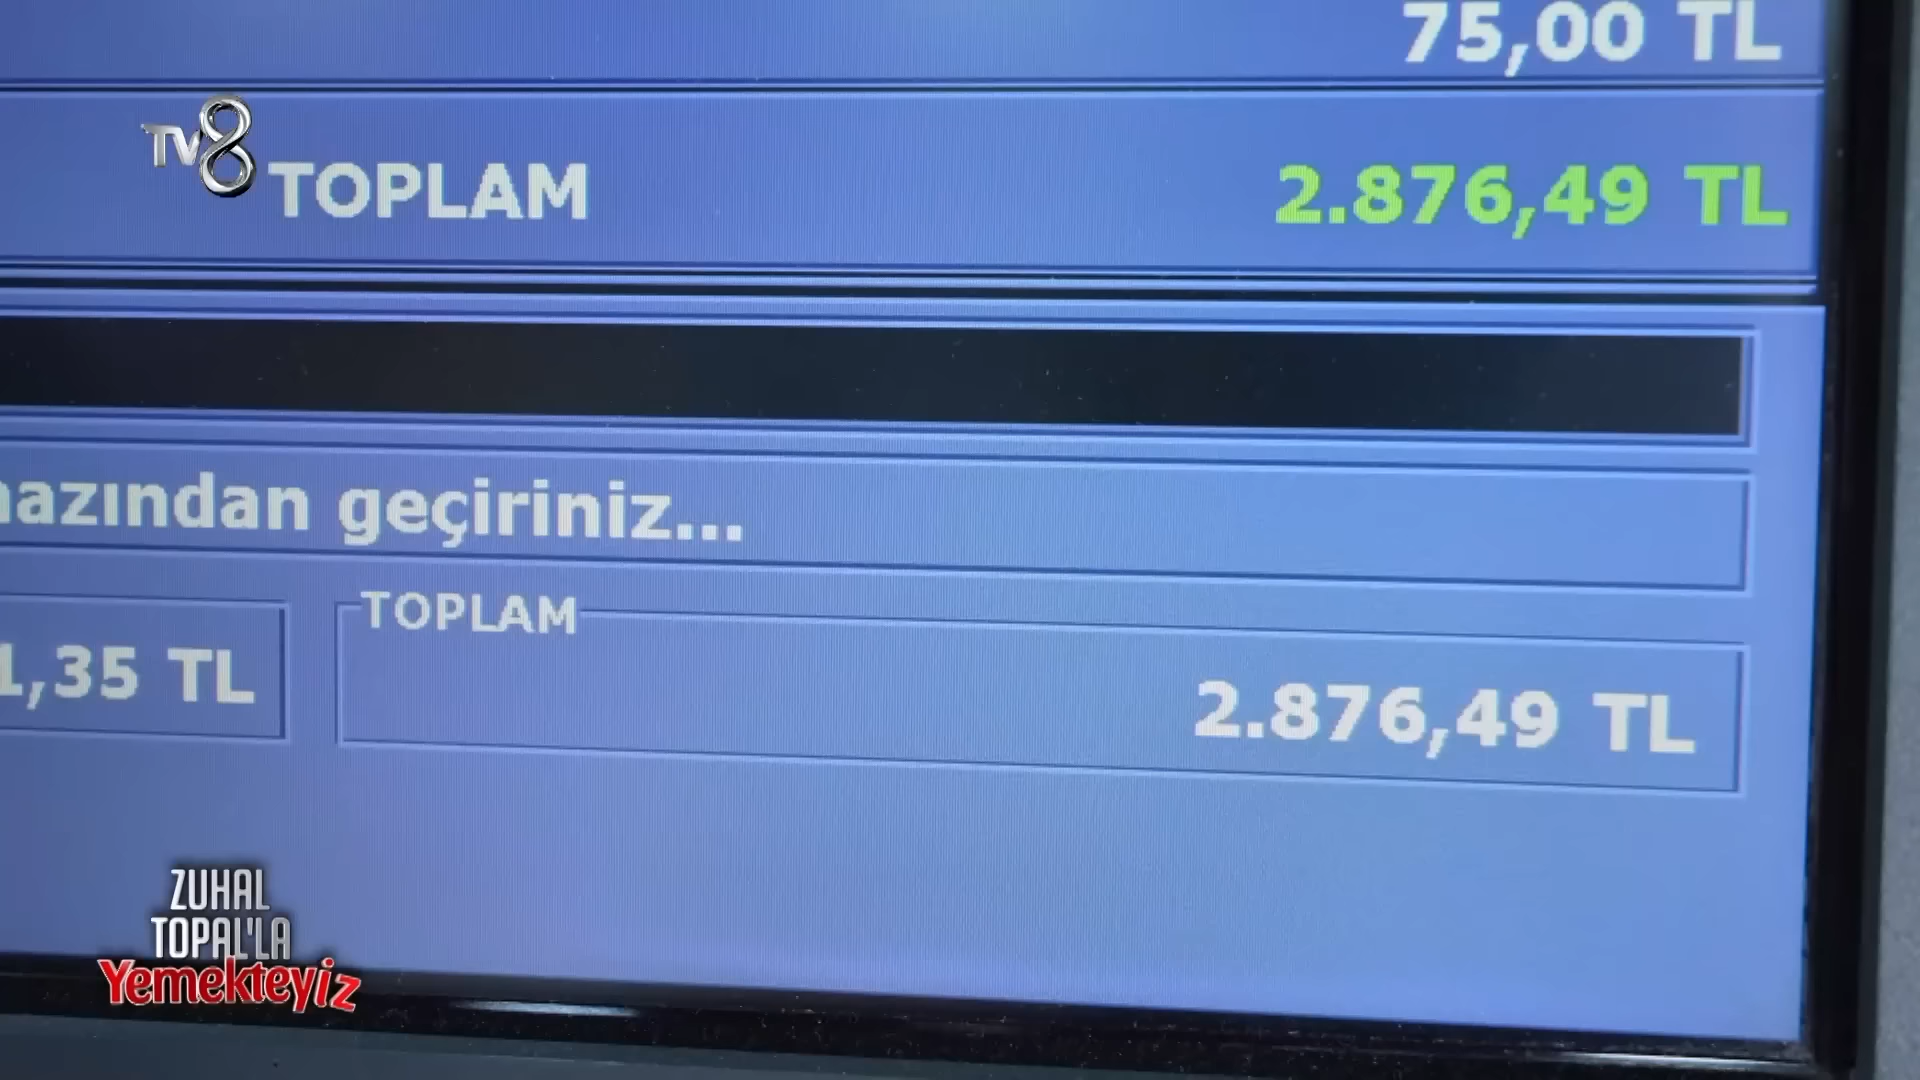 75,00 TL
TV8
TOPLAM 2.876,49 TL
geçiriniz...
TOPLAM
1,35 TL
2.876,49 TL
ZUHAL
TOPAL'LA
Yemekteyiz